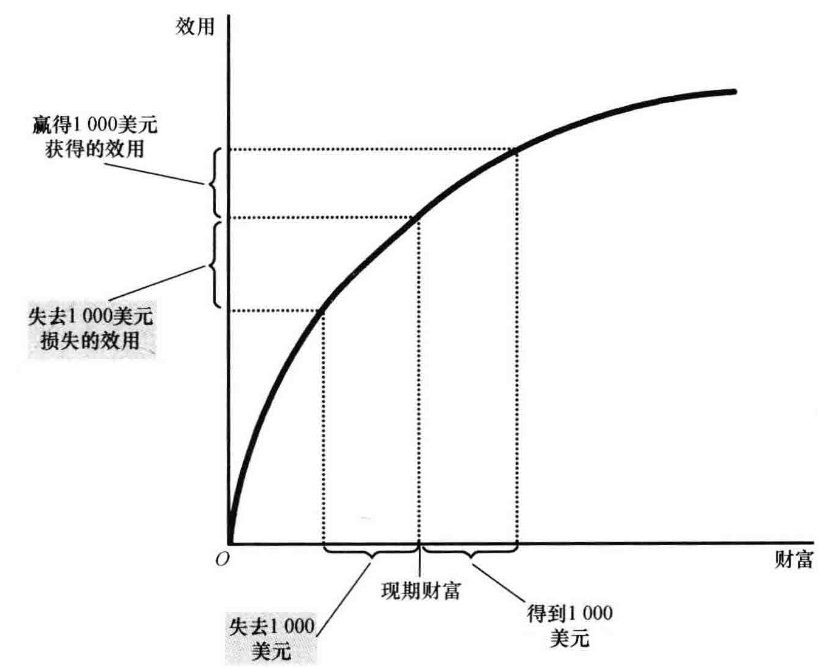 效用
赢得1 000美元
获得的效用
失去1 000美元
损失的效用
O
财富
现期财富
失去1 000
美元
得到1 000
美元